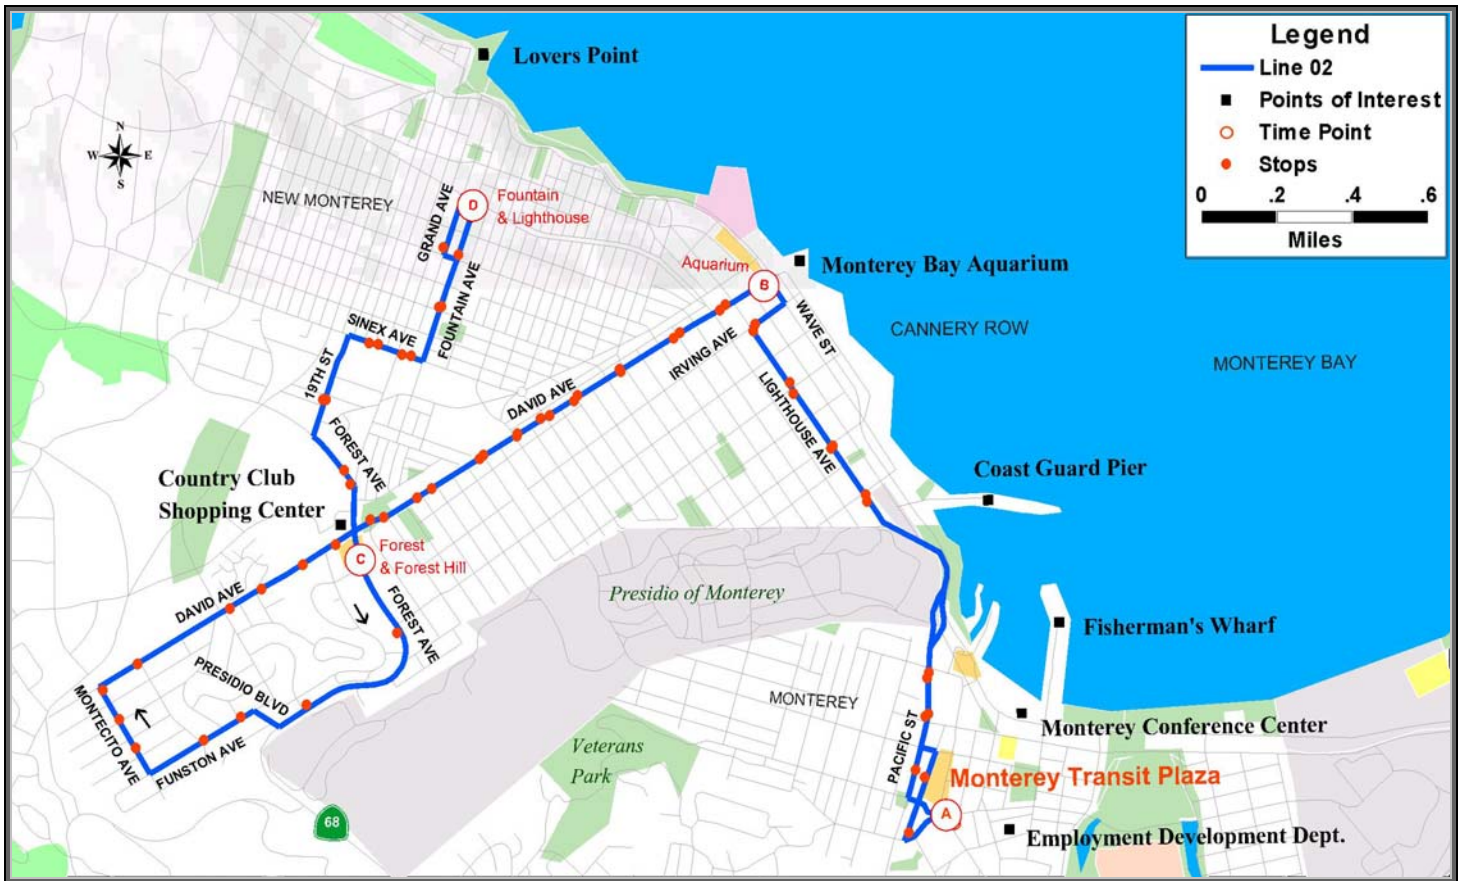 Lovers Point
Legend
Line 02
Points of Interest
Time Point
Stops
0 .2 .4 .6
Miles
N
W E
S
NEW MONTEREY
GRAND AVE
D
Fountain
& Lighthouse
FOUNTAIN AVE
Aquarium
B
Monterey Bay Aquarium
WAVE ST
CANNERY ROW
MONTEREY BAY
SINEX AVE
19TH ST
IRVING AVE
DAVID AVE
LIGHTHOUSE AVE
FOREST AVE
Country Club
Shopping Center
Coast Guard Pier
C
Forest
& Forest Hill
DAVID AVE
FOREST AVE
Presidio of Monterey
Fisherman's Wharf
PRESIDIO BLVD
MONTECITO AVE
FUNSTON AVE
MONTEREY
Veterans
Park
PACIFIC ST
Monterey Conference Center
Monterey Transit Plaza
A
68
Employment Development Dept.